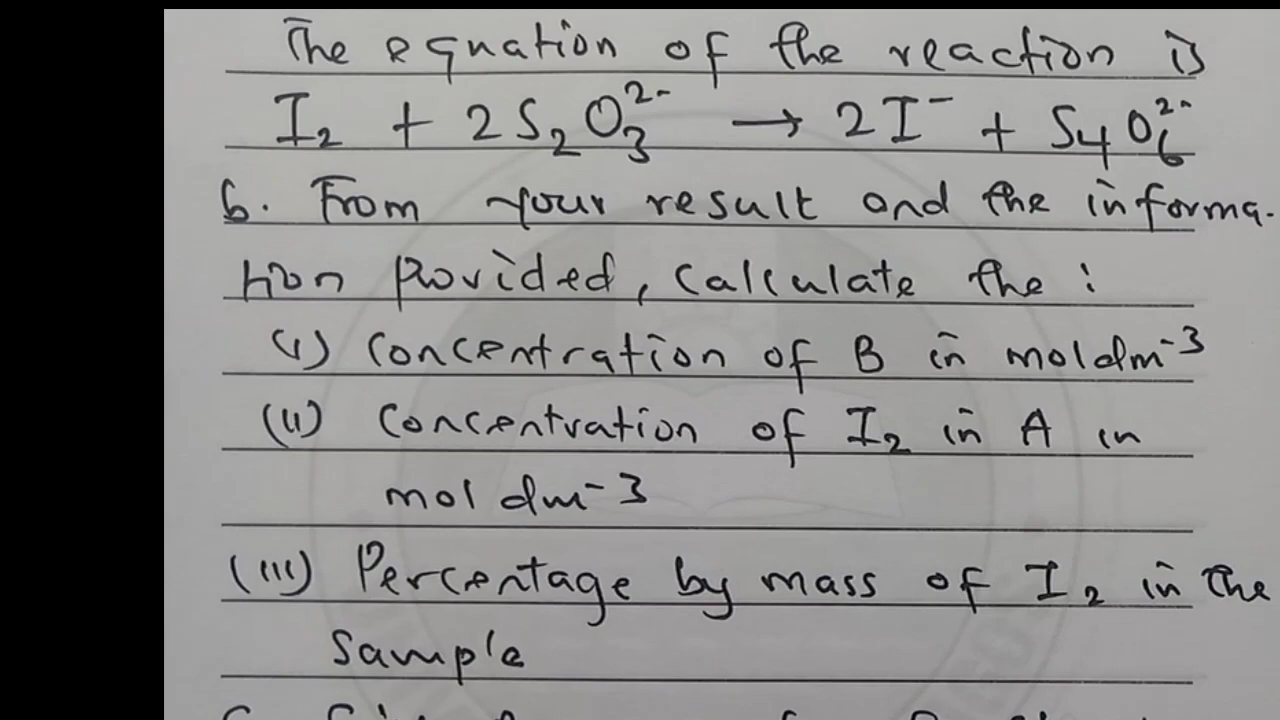 The equation of the reaction is
I₂ + 2S₂O₃²⁻ → 2I⁻ + S₄O₆²⁻
b. From your result and the informa-
tion provided, calculate the :
(i) Concentration of B in moldm⁻³
(ii) Concentration of I₂ in A in
mol dm⁻³
(iii) Percentage by mass of I₂ in the
sample